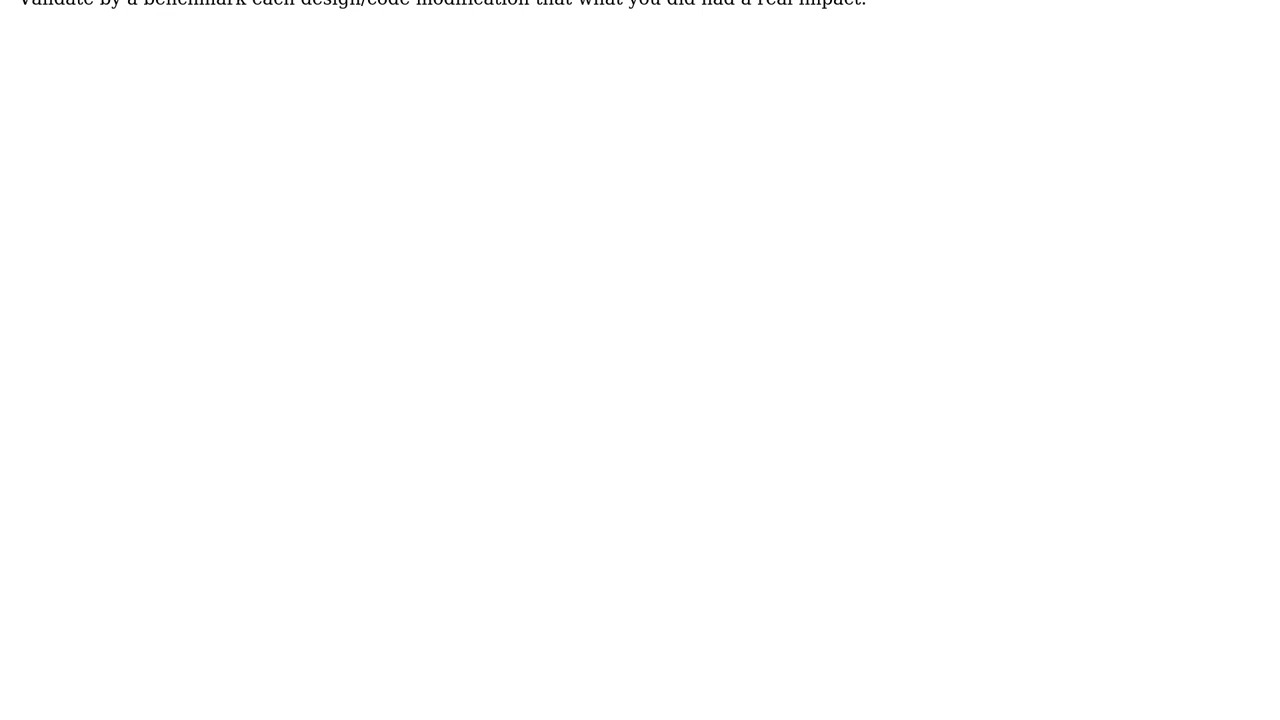 Validate by a benchmark each design/code modification that what you did had a real impact.